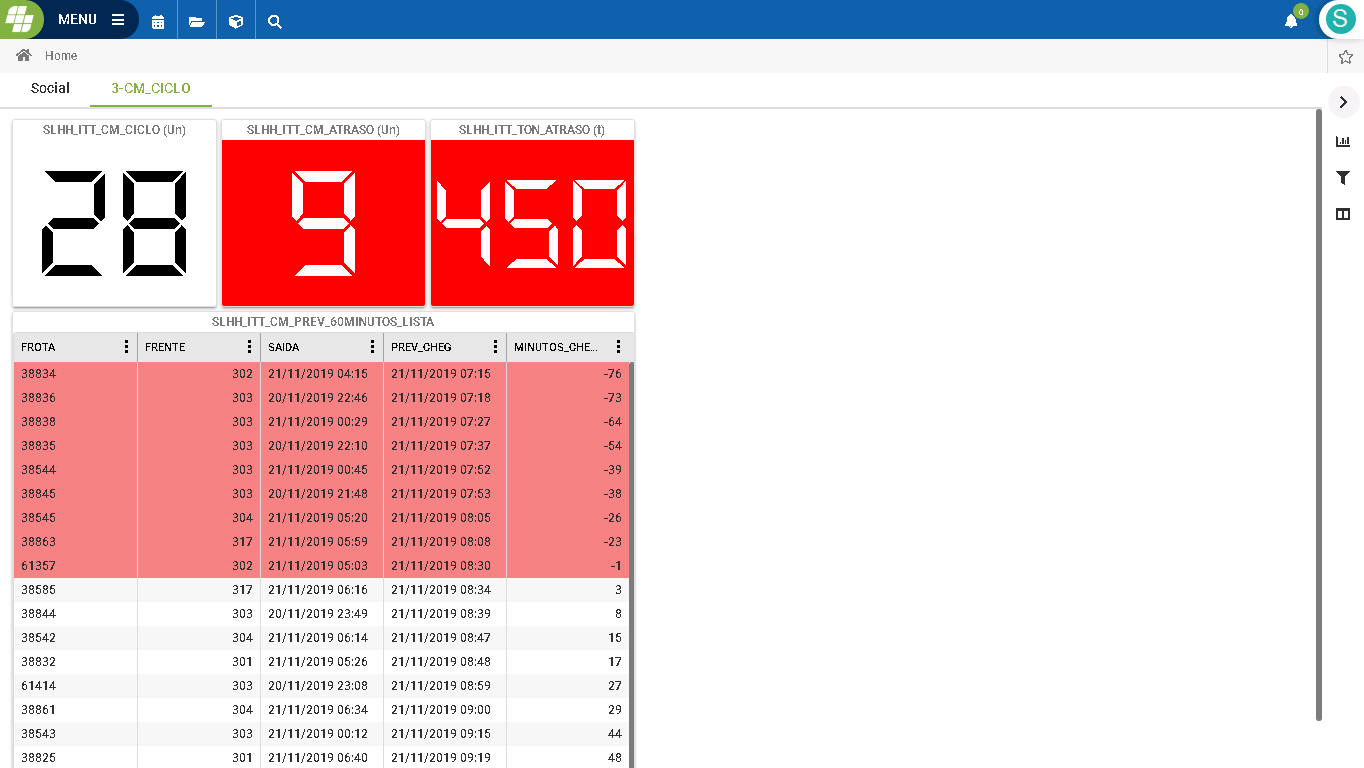 MENU
0
S
Home
Social 3-CM_CICLO
SLHH_ITT_CM_CICLO (Un) SLHH_ITT_CM_ATRASO (Un) SLHH_ITT_TON_ATRASO (t)
28 9 450
SLHH_ITT_CM_PREV_60MINUTOS_LISTA
FROTA FRENTE SAIDA PREV_CHEG MINUTOS_CHE...
38834 302 21/11/2019 04:15 21/11/2019 07:15 -76
38836 303 20/11/2019 22:46 21/11/2019 07:18 -73
38838 303 21/11/2019 00:29 21/11/2019 07:27 -64
38835 303 20/11/2019 22:10 21/11/2019 07:37 -54
38544 303 21/11/2019 00:45 21/11/2019 07:52 -39
38845 303 20/11/2019 21:48 21/11/2019 07:53 -38
38545 304 21/11/2019 05:20 21/11/2019 08:05 -26
38863 317 21/11/2019 05:59 21/11/2019 08:08 -23
61357 302 21/11/2019 05:03 21/11/2019 08:30 -1
38585 317 21/11/2019 06:16 21/11/2019 08:34 3
38844 303 20/11/2019 23:49 21/11/2019 08:39 8
38542 304 21/11/2019 06:14 21/11/2019 08:47 15
38832 301 21/11/2019 05:26 21/11/2019 08:48 17
61414 303 20/11/2019 23:08 21/11/2019 08:59 27
38861 304 21/11/2019 06:34 21/11/2019 09:00 29
38543 303 21/11/2019 00:12 21/11/2019 09:15 44
38825 301 21/11/2019 06:40 21/11/2019 09:19 48